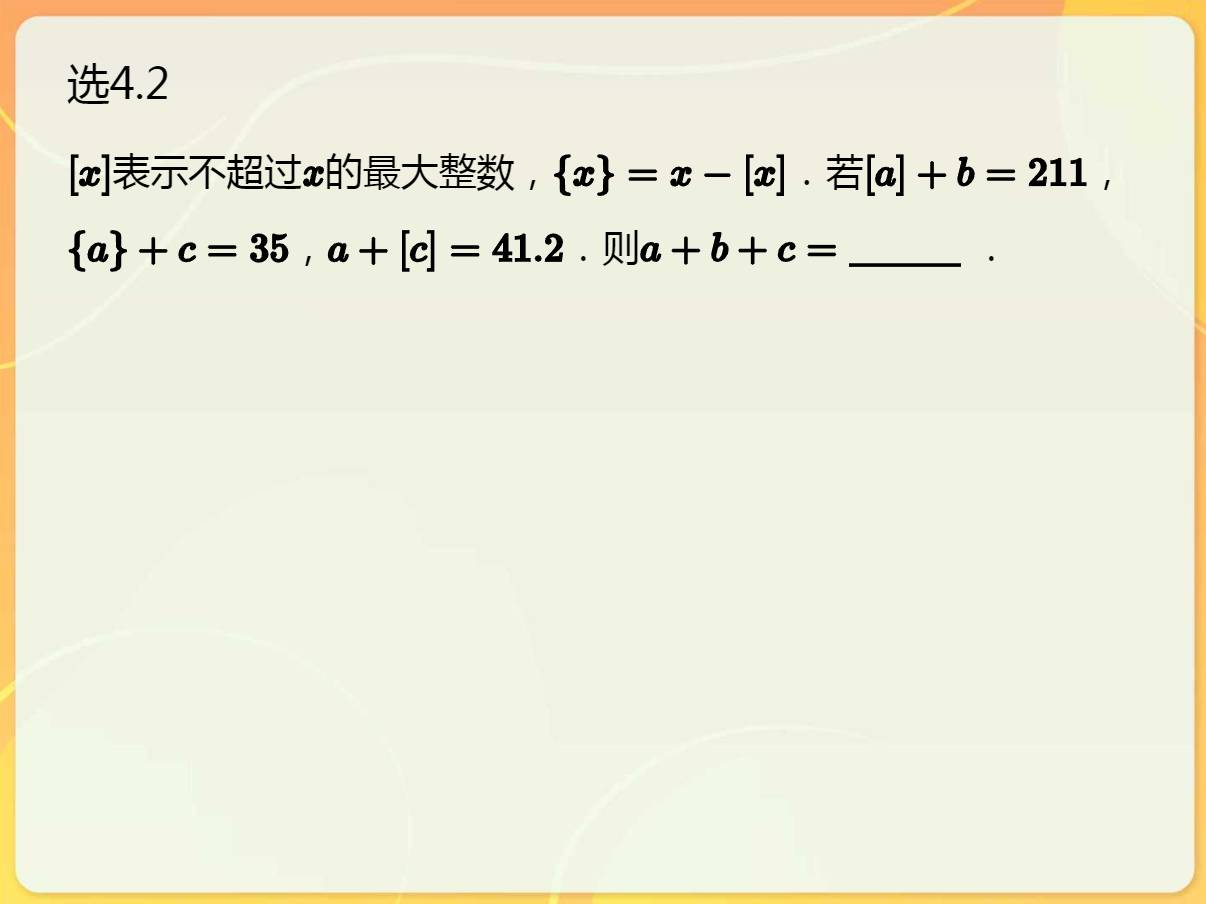 选4.2
[x]表示不超过x的最大整数，{x} = x − [x]．若[a] + b = 211，
{a} + c = 35，a + [c] = 41.2．则a + b + c = ______ ．